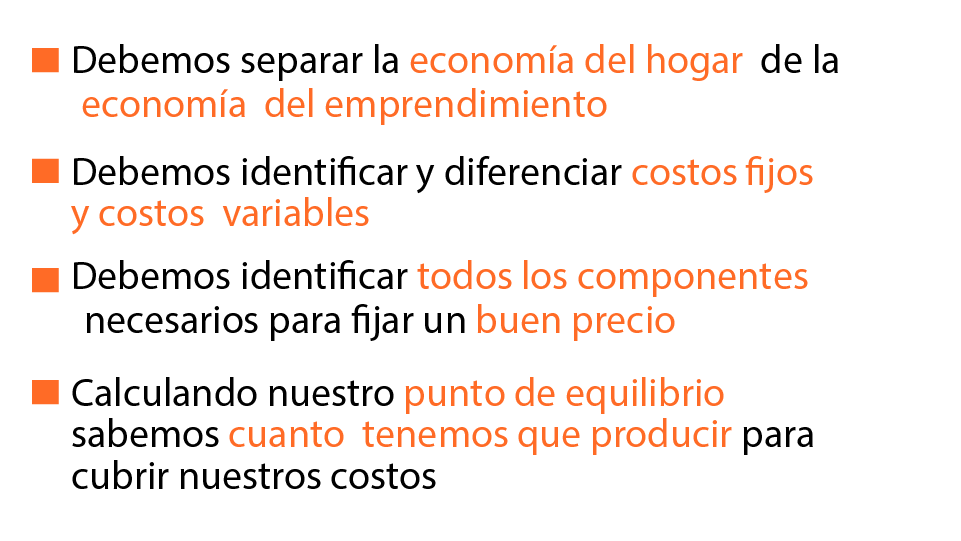 Debemos separar la economía del hogar de la
economía del emprendimiento
Debemos identificar y diferenciar costos fijos
y costos variables
Debemos identificar todos los componentes
necesarios para fijar un buen precio
Calculando nuestro punto de equilibrio
sabemos cuanto tenemos que producir para
cubrir nuestros costos